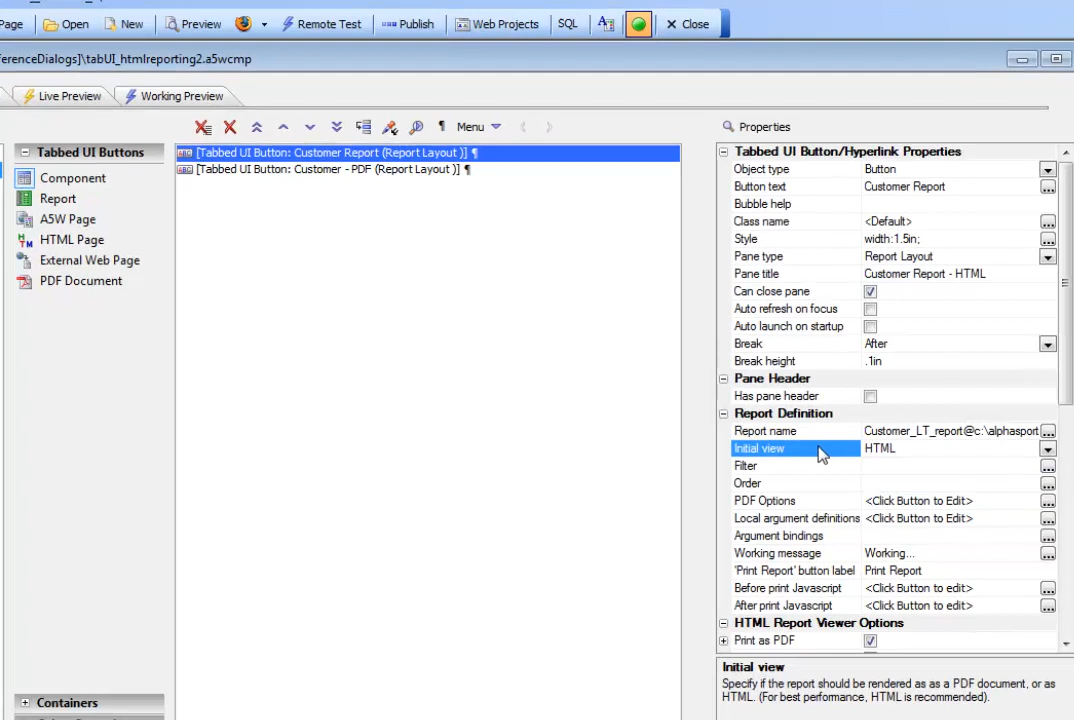 Page Open New Preview Remote Test Publish Web Projects SQL A Close
ferenceDialogs]\tabUI_htmlreporting2.a5wcmp
Live Preview Working Preview
Menu
Tabbed UI Buttons
Component
Report
A5W Page
HTML Page
External Web Page
PDF Document
Containers
[Tabbed UI Button: Customer Report (Report Layout )] ¶
[Tabbed UI Button: Customer - PDF (Report Layout )] ¶
Properties
Tabbed UI Button/Hyperlink Properties
Object type Button
Button text Customer Report
Bubble help
Class name <Default>
Style width:1.5in;
Pane type Report Layout
Pane title Customer Report - HTML
Can close pane
Auto refresh on focus
Auto launch on startup
Break After
Break height .1in
Pane Header
Has pane header
Report Definition
Report name Customer_LT_report@c:\alphasport
Initial view HTML
Filter
Order
PDF Options <Click Button to Edit>
Local argument definitions <Click Button to Edit>
Argument bindings
Working message Working...
'Print Report' button label Print Report
Before print Javascript <Click Button to edit>
After print Javascript <Click Button to edit>
HTML Report Viewer Options
Print as PDF
Initial view
Specify if the report should be rendered as as a PDF document, or as
HTML. (For best performance, HTML is recommended).